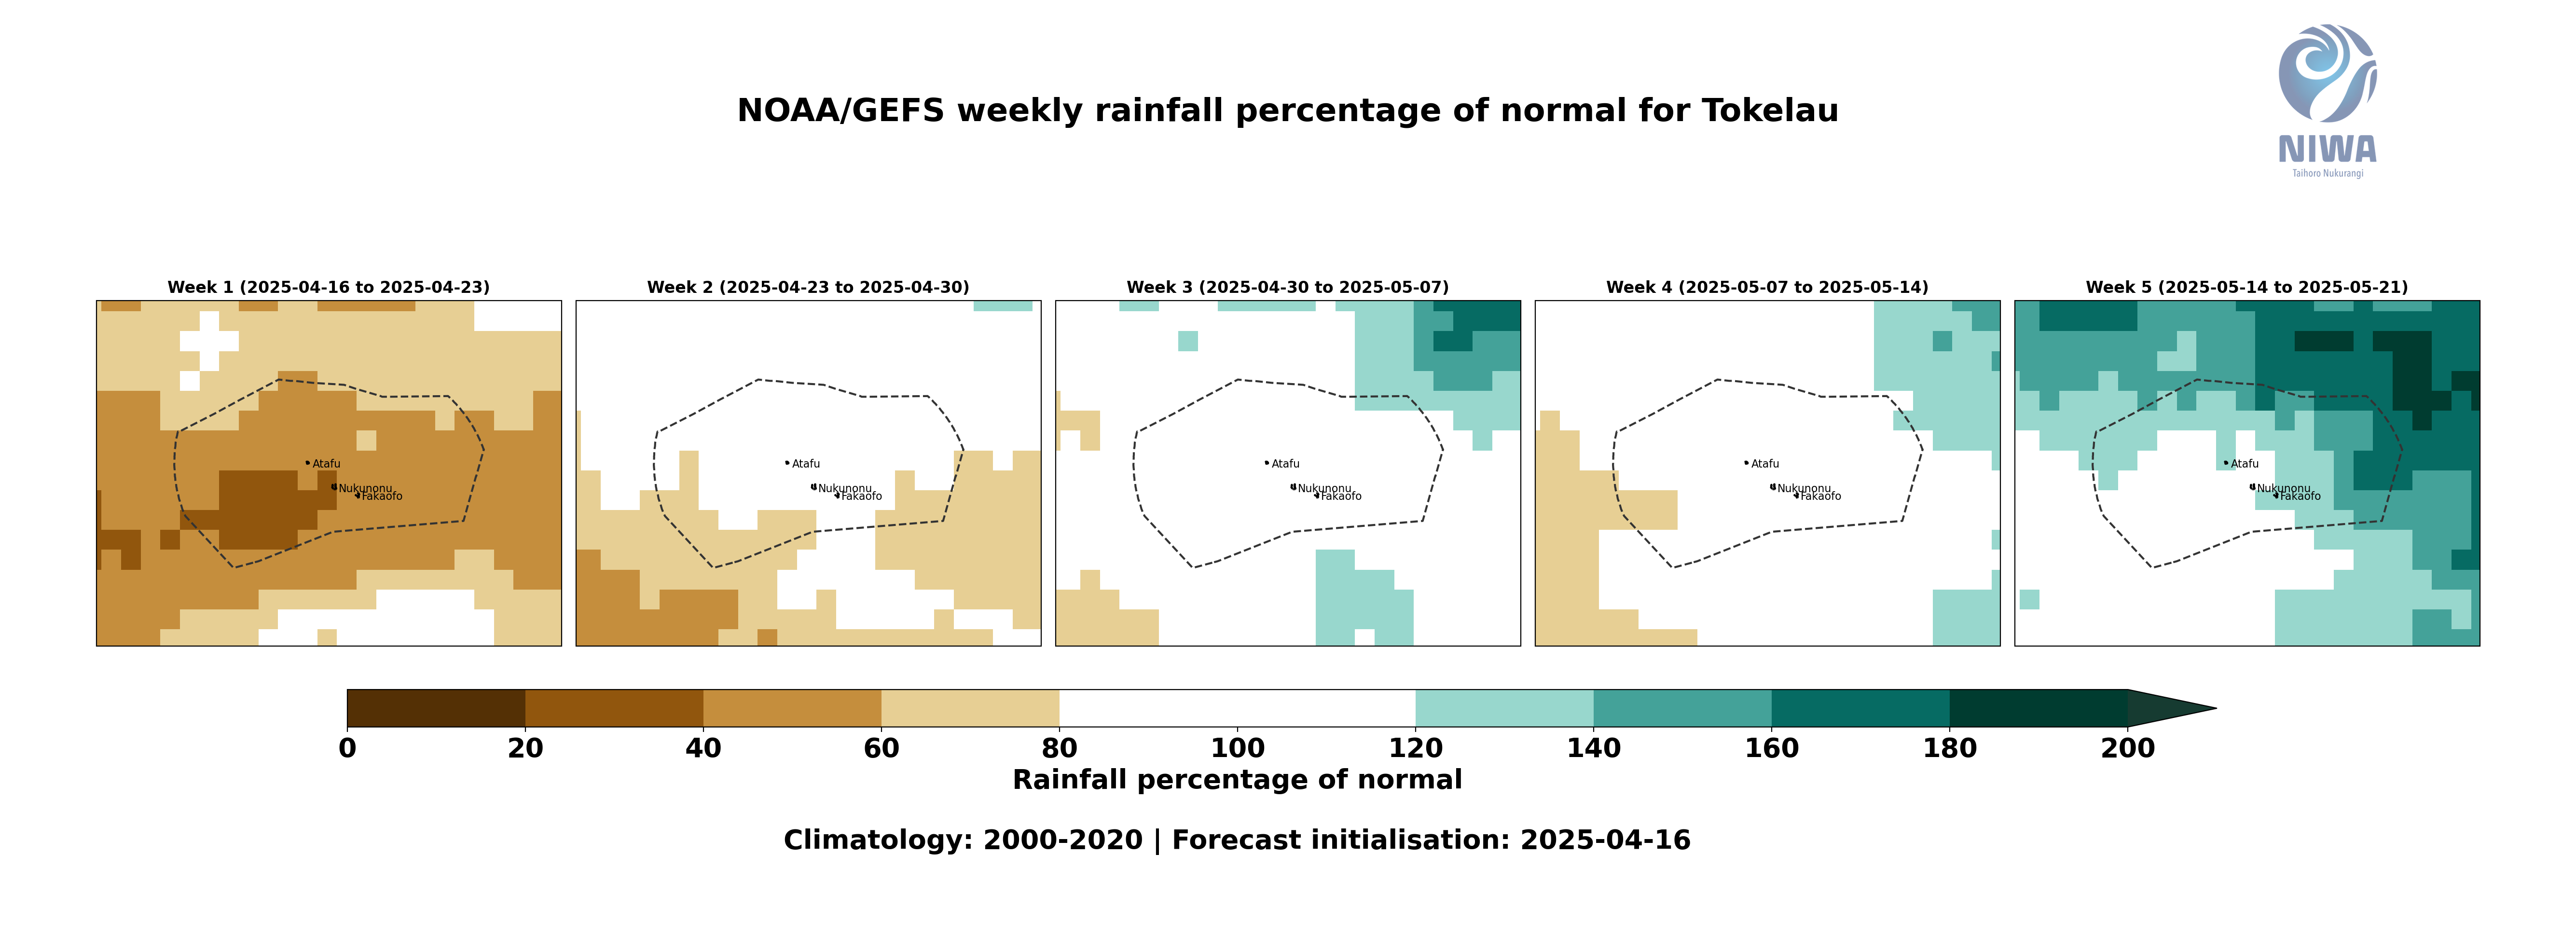 NOAA/GEFS weekly rainfall percentage of normal for Tokelau
NIWA
Taihoro Nukurangi
Week 1 (2025-04-16 to 2025-04-23)
Week 2 (2025-04-23 to 2025-04-30)
Week 3 (2025-04-30 to 2025-05-07)
Week 4 (2025-05-07 to 2025-05-14)
Week 5 (2025-05-14 to 2025-05-21)
Atafu
Nukunonu
Fakaofo
Atafu
Nukunonu
Fakaofo
Atafu
Nukunonu
Fakaofo
Atafu
Nukunonu
Fakaofo
Atafu
Nukunonu
Fakaofo
0 20 40 60 80 100 120 140 160 180 200
Rainfall percentage of normal
Climatology: 2000-2020 | Forecast initialisation: 2025-04-16